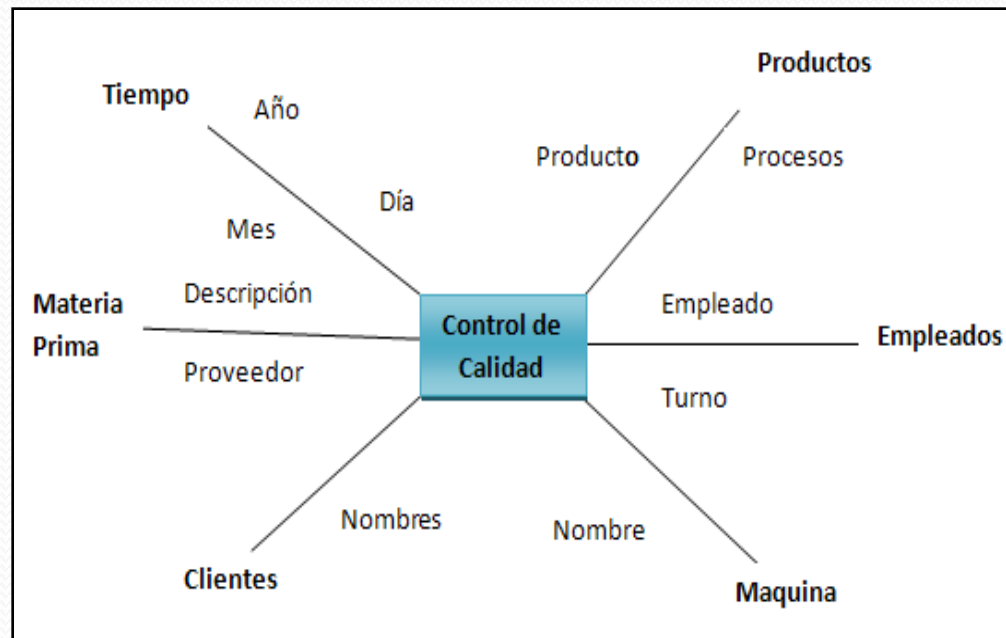 Productos
Tiempo
Año
Producto
Procesos
Día
Mes
Materia
Prima
Descripción
Proveedor
Control de
Calidad
Empleado
Empleados
Turno
Nombres
Nombre
Clientes
Maquina